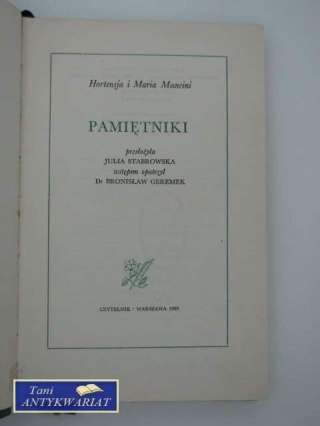 Hortensja i Maria Mancini
PAMIĘTNIKI
przełożyła
JULIA STABROWSKA
wstępem opatrzył
Dr BRONISŁAW GEREMEK
CZYTELNIK · WARSZAWA
Tani
ANTYKWARIAT